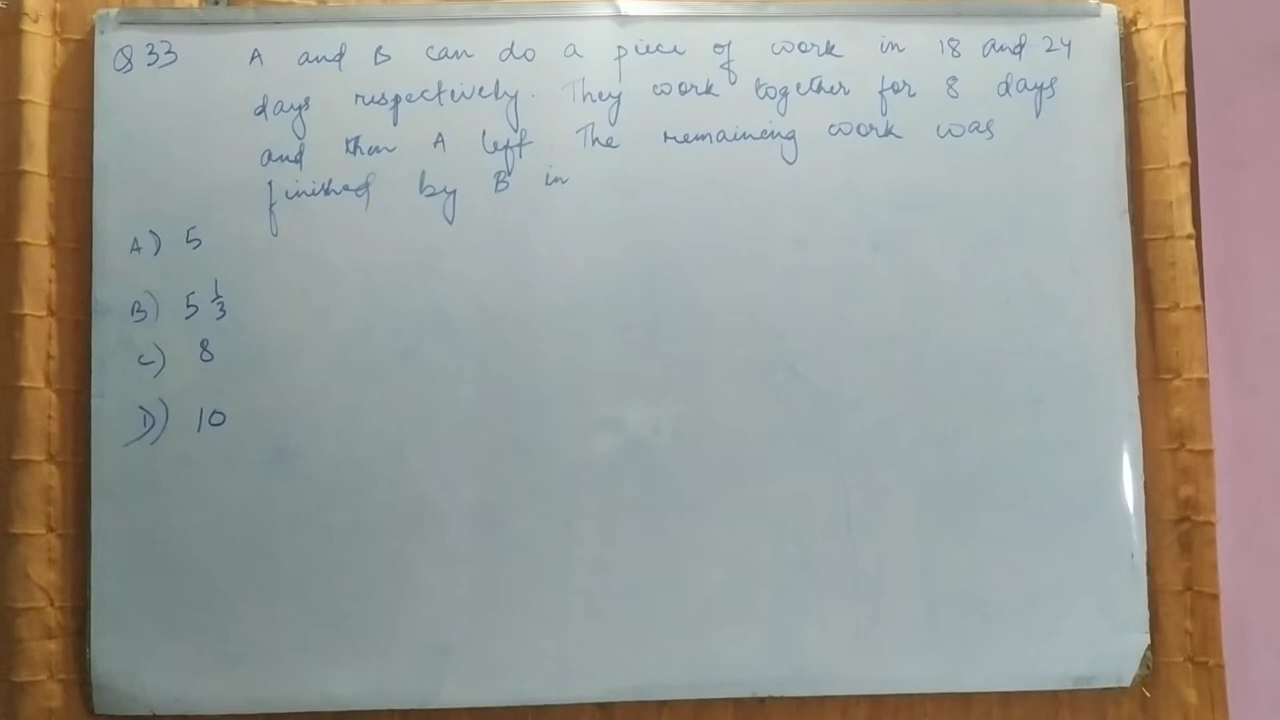 Q 33 A and B can do a piece of work in 18 and 24
days respectively. They work together for 8 days
and then A left. The remaining work was
finished by B in
A) 5
B) 5 1/3
C) 8
D) 10